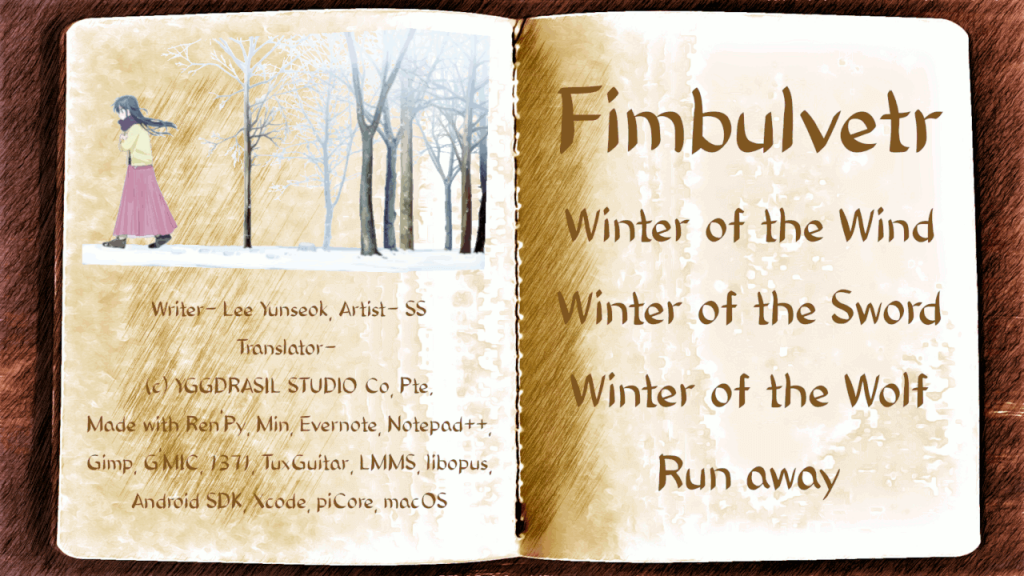 Writer- Lee Yunseok, Artist- SS
Translator-
(c) YGGDRASIL STUDIO Co, Pte.
Made with Ren'Py, Min, Evernote, Notepad++,
Gimp, G'MIC, 1371, TuxGuitar, LMMS, libopus,
Android SDK, Xcode, piCore, macOS
Fimbulvetr
Winter of the Wind
Winter of the Sword
Winter of the Wolf
Run away